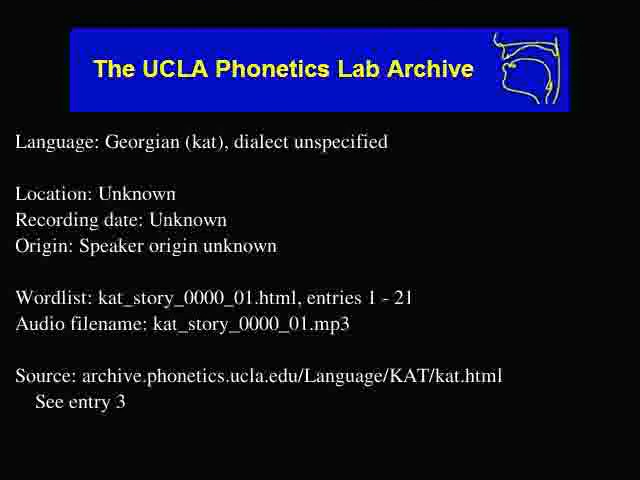 The UCLA Phonetics Lab Archive
Language: Georgian (kat), dialect unspecified
Location: Unknown
Recording date: Unknown
Origin: Speaker origin unknown
Wordlist: kat_story_0000_01.html, entries 1 - 21
Audio filename: kat_story_0000_01.mp3
Source: archive.phonetics.ucla.edu/Language/KAT/kat.html
See entry 3